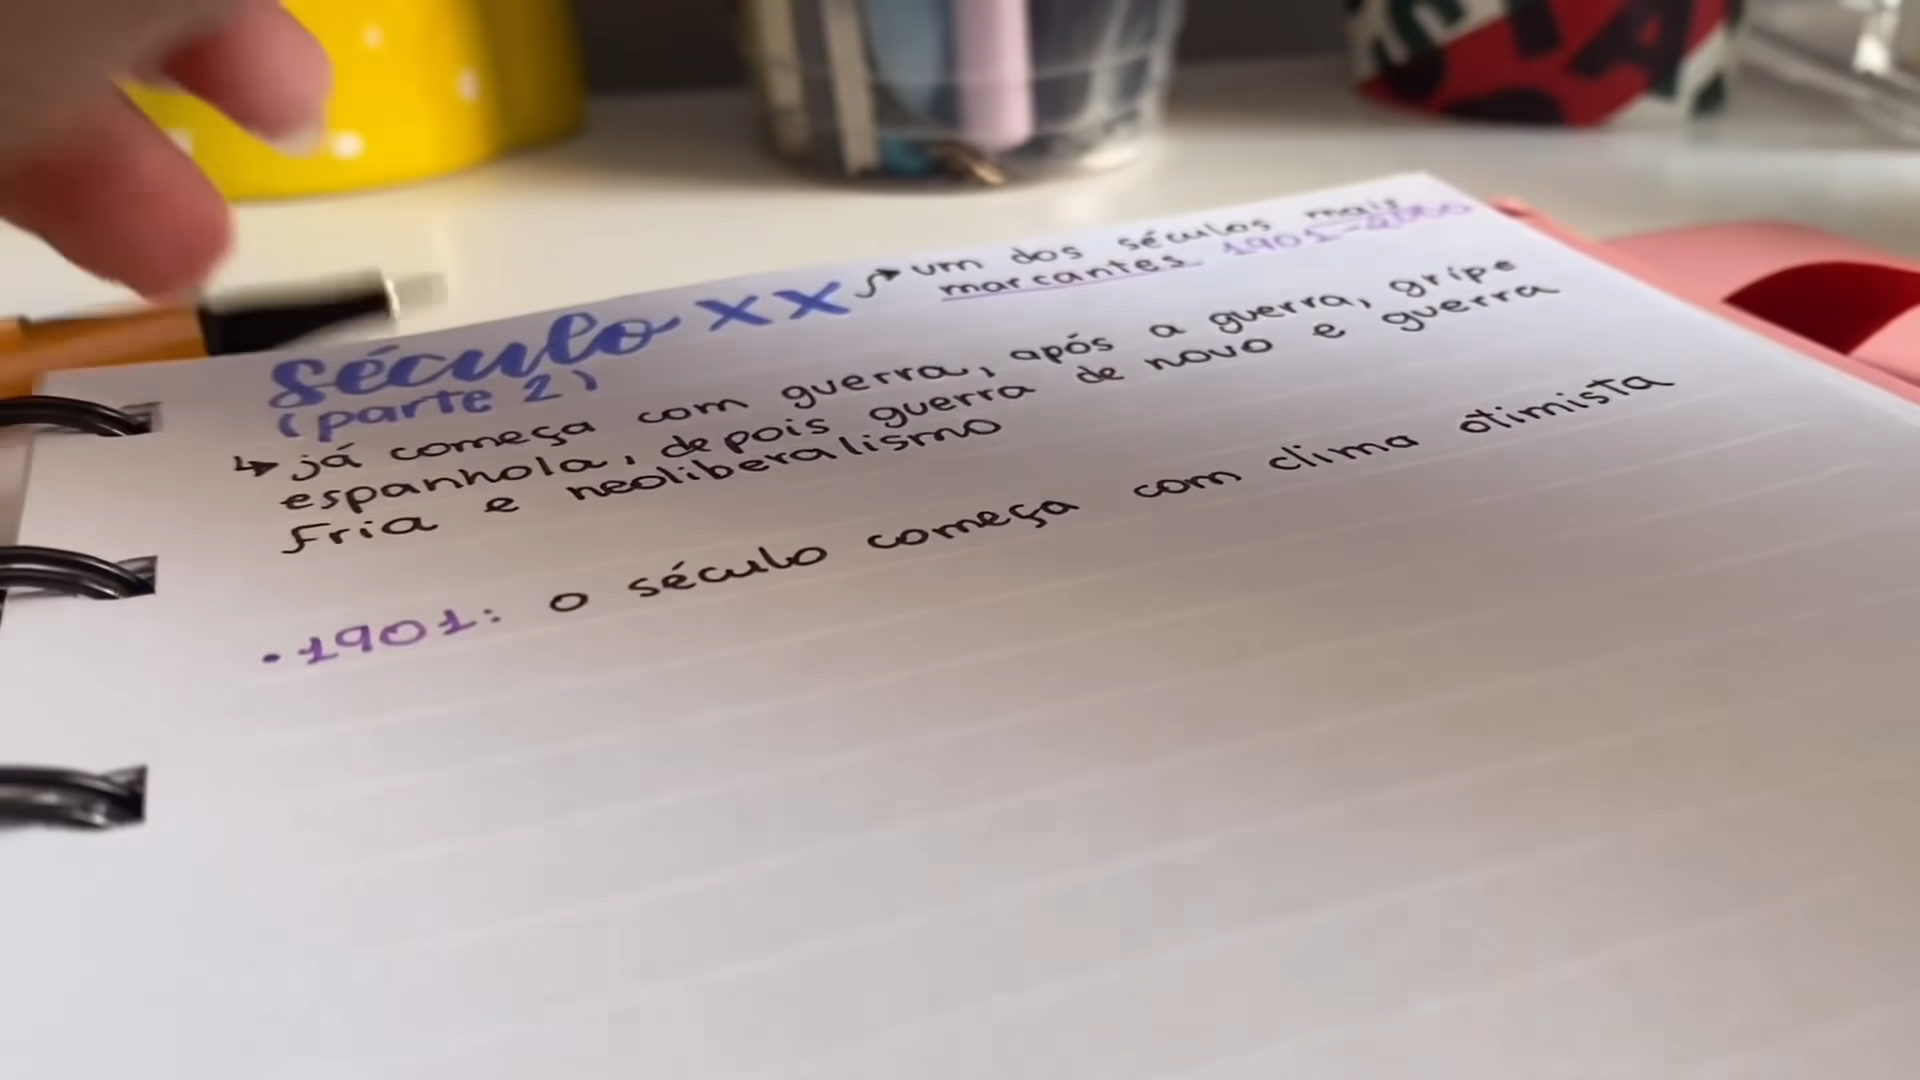 século XX ↝ um dos séculos mais
marcantes 1901-2000
(parte 2)
↳ já começa com guerra, após a guerra, gripe
espanhola, depois guerra de novo e guerra
fria e neoliberalismo
• 1901: o século começa com clima otimista